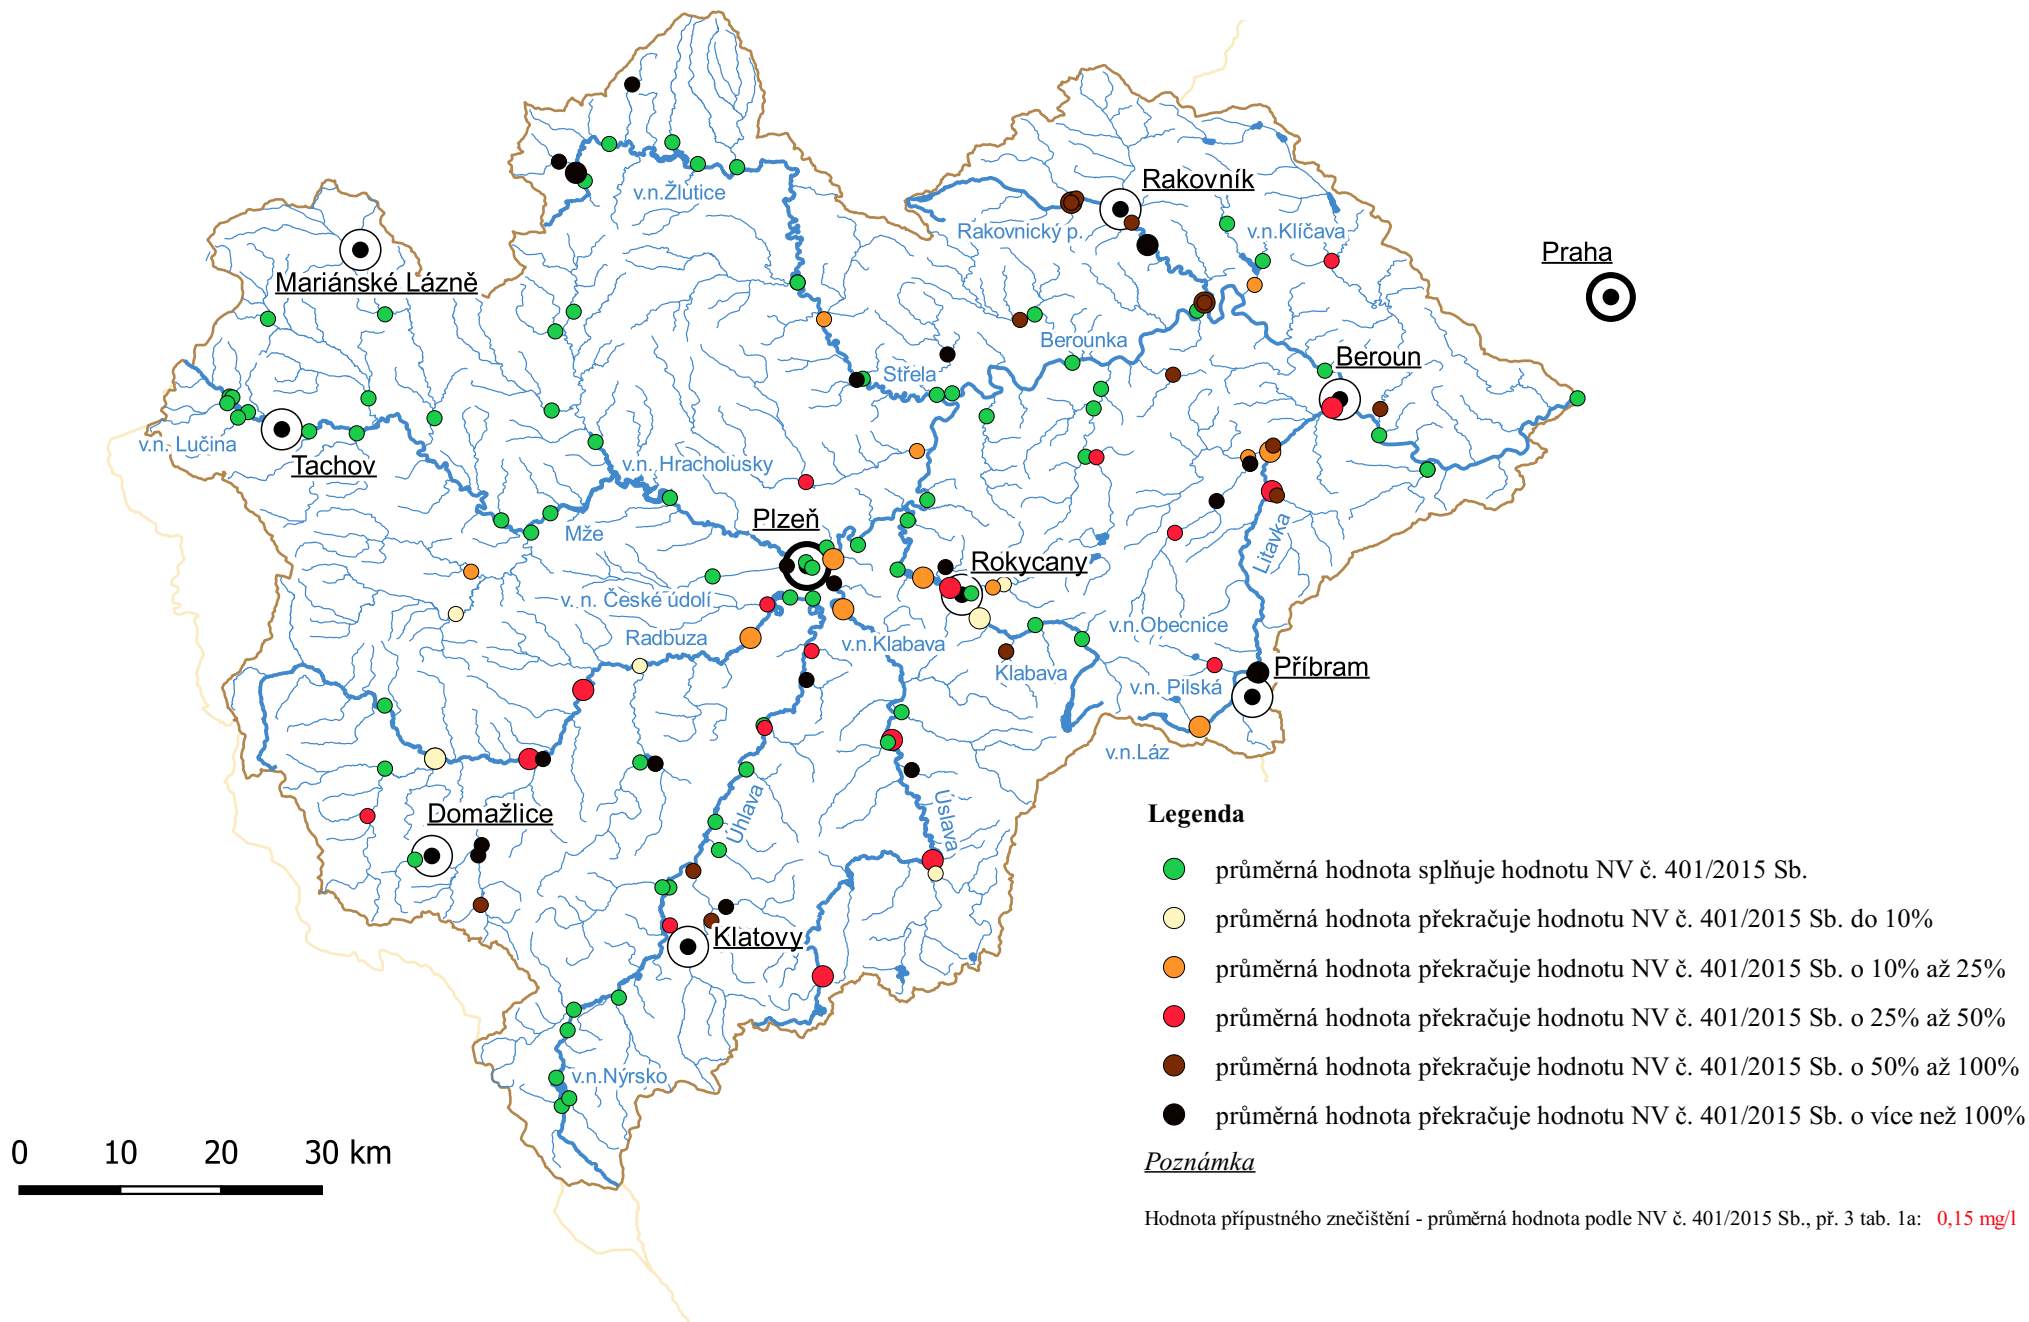 v.n.Žlutice
Rakovník
Rakovnický p.
v.n.Klíčava
Praha
Mariánské Lázně
Berounka
Beroun
Střela
v.n. Lučina
Tachov
v.n. Hracholusky
Plzeň
Mže
Litavka
Rokycany
v. n. České údolí
Radbuza
v.n.Klabava
v.n.Obecnice
Klabava
Příbram
v.n. Pilská
v.n.Láz
Úhlava
Úslava
Domažlice
Klatovy
v.n.Nýrsko
0 10 20 30 km
Legenda
průměrná hodnota splňuje hodnotu NV č. 401/2015 Sb.
průměrná hodnota překračuje hodnotu NV č. 401/2015 Sb. do 10%
průměrná hodnota překračuje hodnotu NV č. 401/2015 Sb. o 10% až 25%
průměrná hodnota překračuje hodnotu NV č. 401/2015 Sb. o 25% až 50%
průměrná hodnota překračuje hodnotu NV č. 401/2015 Sb. o 50% až 100%
průměrná hodnota překračuje hodnotu NV č. 401/2015 Sb. o více než 100%
Poznámka
Hodnota přípustného znečištění - průměrná hodnota podle NV č. 401/2015 Sb., př. 3 tab. 1a: 0,15 mg/l